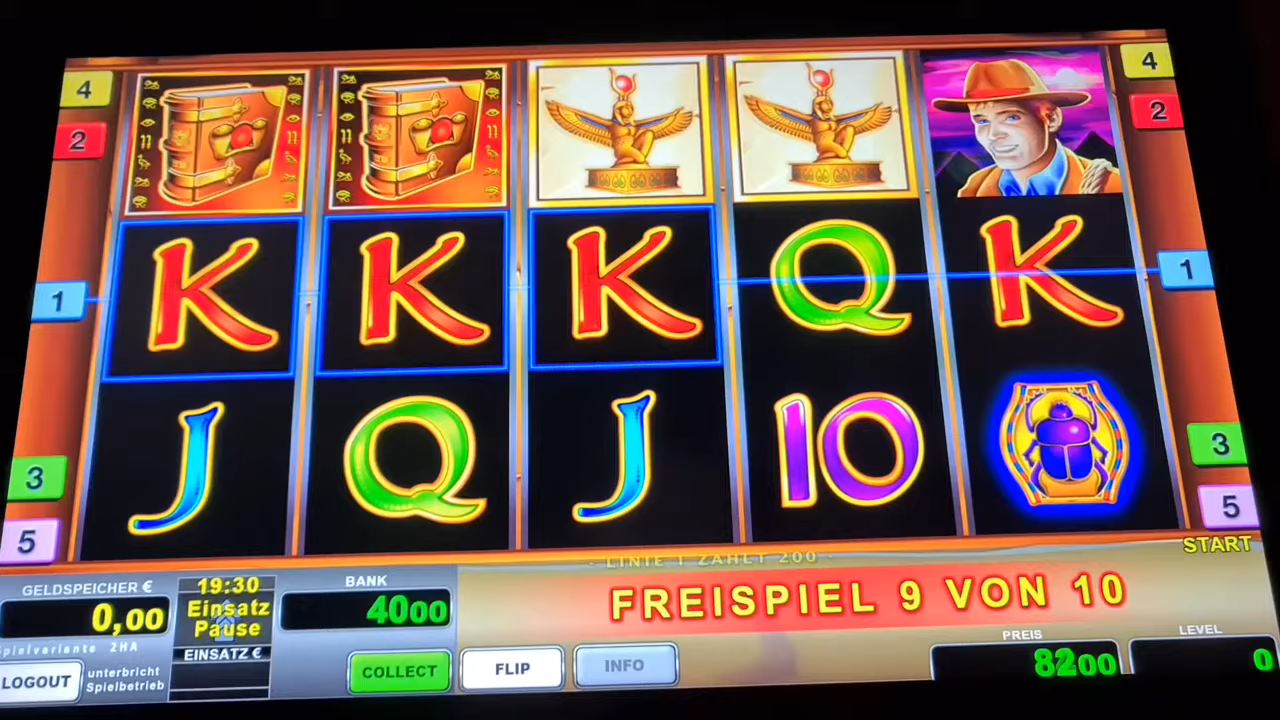 4
4
2
2
K K K Q K
1
1
J Q J 10
3
3
5
5
START
- LINIE 1 ZAHLT 200 -
GELDSPEICHER €
19:30
BANK
FREISPIEL 9 VON 10
0,00
Einsatz
Pause
4000
PREIS
LEVEL
Spielvariante 2HA
EINSATZ €
8200
0
LOGOUT
unterbricht
Spielbetrieb
COLLECT
FLIP
INFO